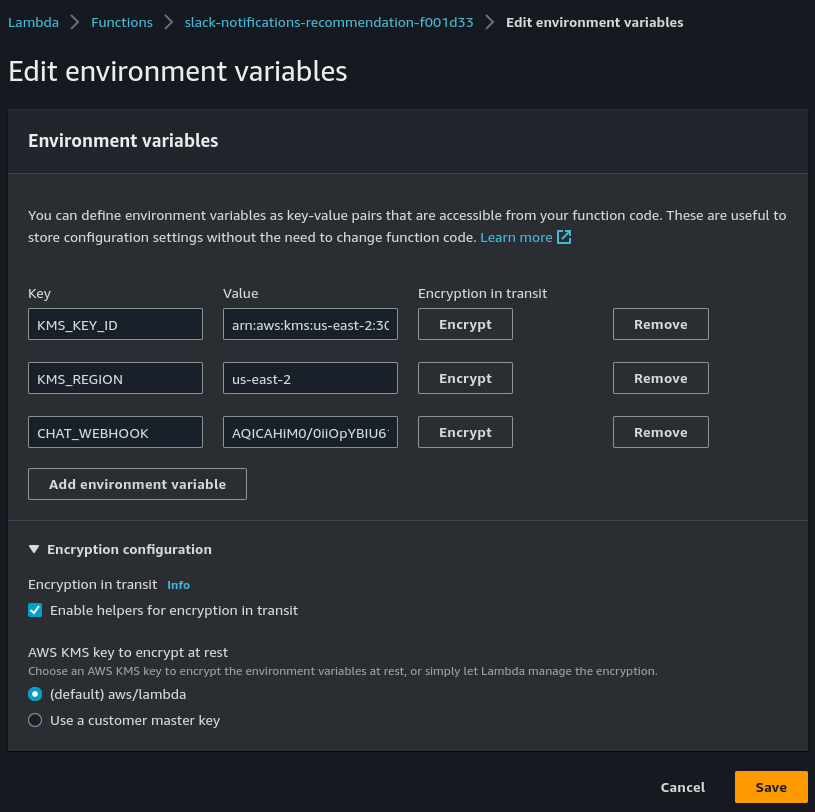 Lambda > Functions > slack-notifications-recommendation-f001d33 > Edit environment variables
Edit environment variables
Environment variables
You can define environment variables as key-value pairs that are accessible from your function code. These are useful to
store configuration settings without the need to change function code. Learn more
Key Value Encryption in transit
KMS_KEY_ID arn:aws:kms:us-east-2:30 Encrypt Remove
KMS_REGION us-east-2 Encrypt Remove
CHAT_WEBHOOK AQICAHiM0/0iiOpYBIU6 Encrypt Remove
Add environment variable
Encryption configuration
Encryption in transit Info
Enable helpers for encryption in transit
AWS KMS key to encrypt at rest
Choose an AWS KMS key to encrypt the environment variables at rest, or simply let Lambda manage the encryption.
(default) aws/lambda
Use a customer master key
Cancel Save